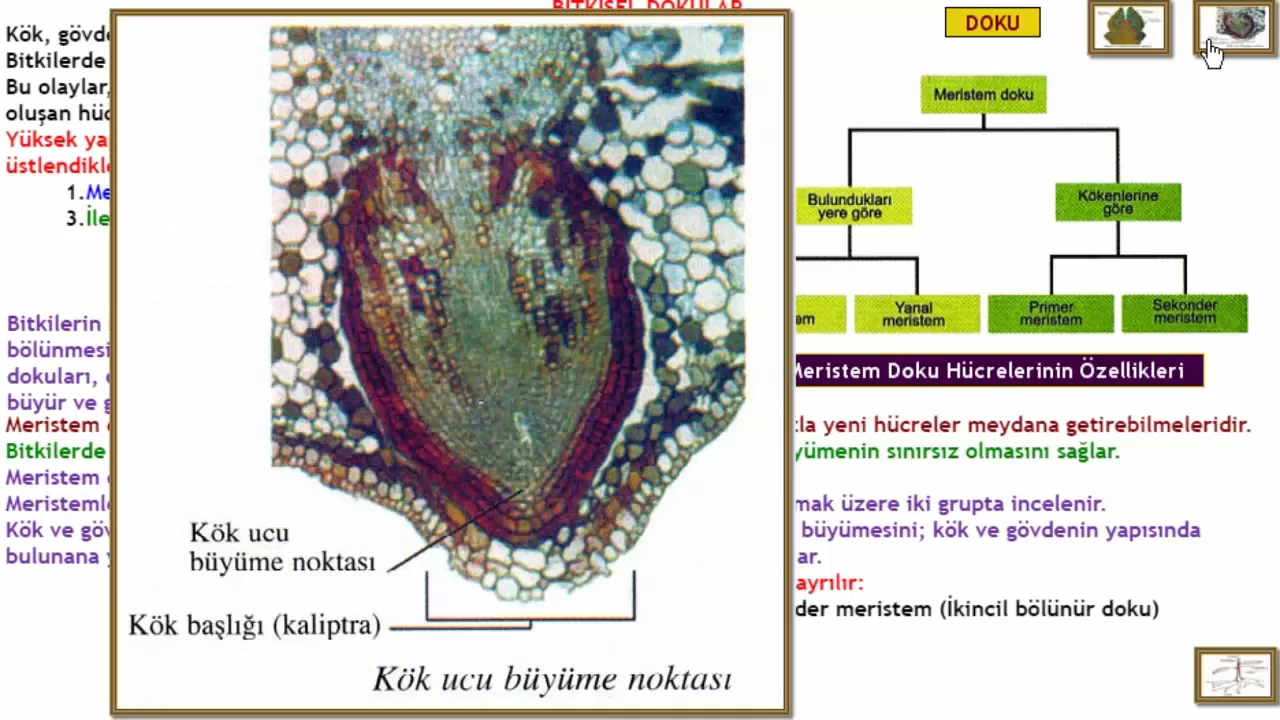 BİTKİSEL DOKULAR
DOKU
Kök, gövde
Bitkilerde
Bu olaylar,
oluşan hüc
Yüksek ya
üstlendikle
1.Me
3.İle
Meristem doku
Bulundukları
yere göre
Kökenlerine
göre
em
Yanal
meristem
Primer
meristem
Sekonder
meristem
Meristem Doku Hücrelerinin Özellikleri
Bitkilerin
bölünmesi
dokuları,
büyür ve g
Meristem
zla yeni hücreler meydana getirebilmeleridir.
Bitkilerde
yümenin sınırsız olmasını sağlar.
Meristem
Meristemle
mak üzere iki grupta incelenir.
Kök ve göv
büyümesini; kök ve gövdenin yapısında
bulunana y
ar.
ayrılır:
der meristem (İkincil bölünür doku)
Kök ucu
büyüme noktası
Kök başlığı (kaliptra)
Kök ucu büyüme noktası